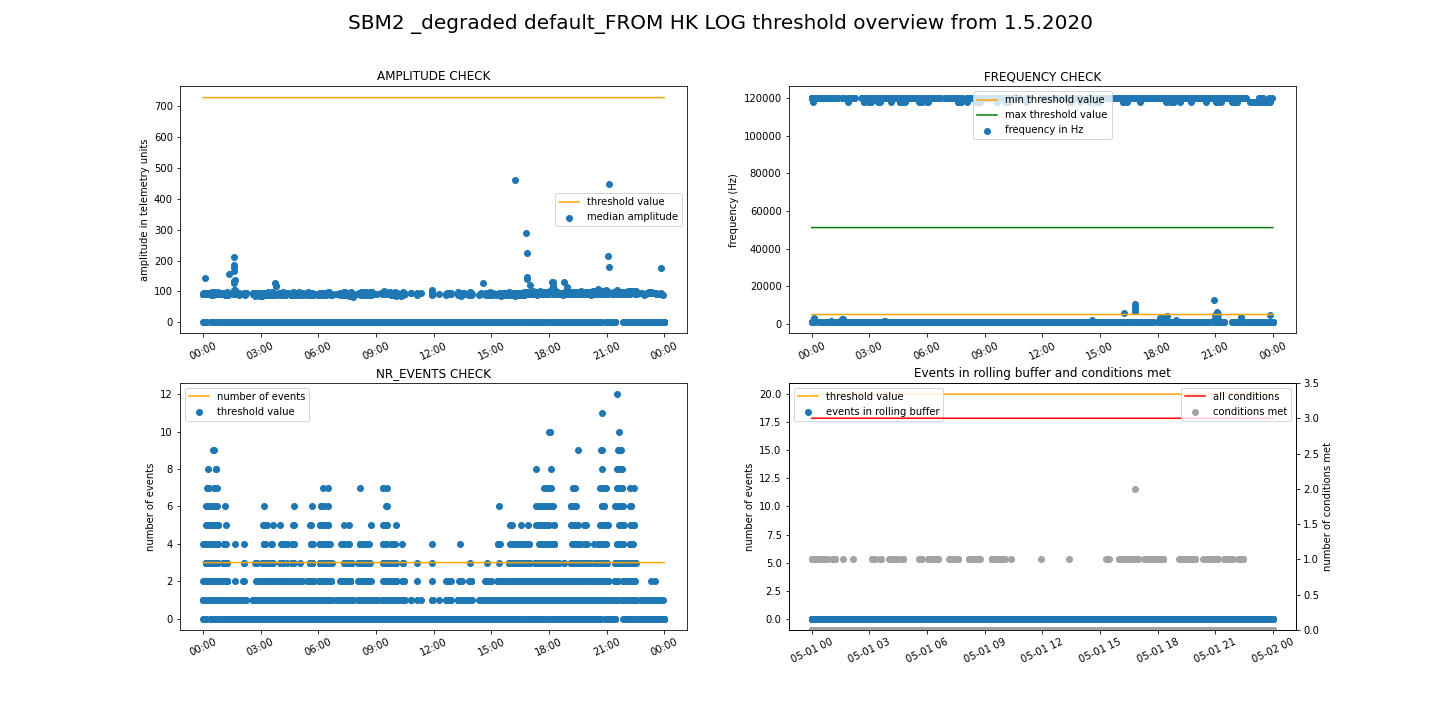 SBM2 _degraded default_FROM HK LOG threshold overview from 1.5.2020
AMPLITUDE CHECK
amplitude in telemetry units
700
600
500
400
300
200
100
0
threshold value
median amplitude
00:00 03:00 06:00 09:00 12:00 15:00 18:00 21:00 00:00
FREQUENCY CHECK
frequency (Hz)
120000
100000
80000
60000
40000
20000
0
min threshold value
max threshold value
frequency in Hz
00:00 03:00 06:00 09:00 12:00 15:00 18:00 21:00 00:00
NR_EVENTS CHECK
number of events
12
10
8
6
4
2
0
number of events
threshold value
00:00 03:00 06:00 09:00 12:00 15:00 18:00 21:00 00:00
Events in rolling buffer and conditions met
number of events
20.0
17.5
15.0
12.5
10.0
7.5
5.0
2.5
0.0
threshold value
events in rolling buffer
all conditions
conditions met
3.5
3.0
2.5
2.0
1.5
1.0
0.5
0.0
number of conditions met
05-01 00 05-01 03 05-01 06 05-01 09 05-01 12 05-01 15 05-01 18 05-01 21 05-02 00